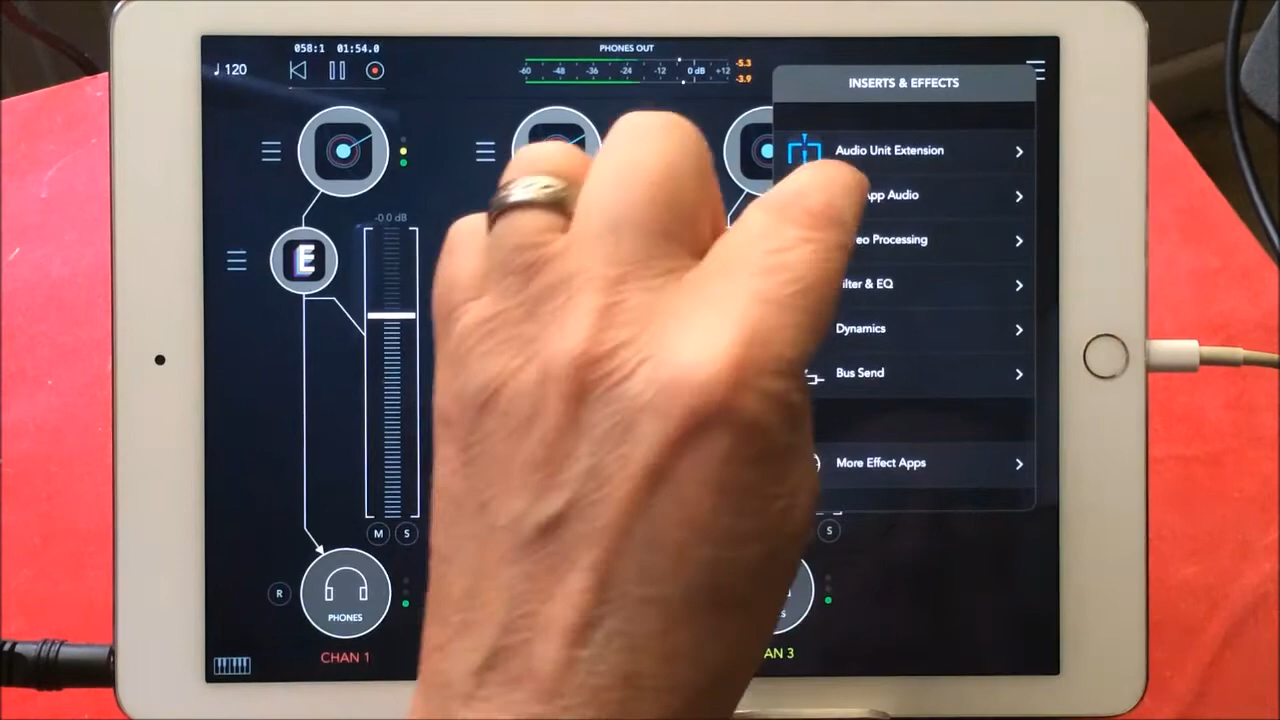 ♩ 120
058:1 01:54.0
PHONES OUT
-60 -48 -36 -24 -12 0 dB +12
-5.3
-3.9
INSERTS & EFFECTS
Audio Unit Extension
App Audio
Processing
& EQ
Dynamics
Bus Send
More Effect Apps
-0.0 dB
E
M S
S
R
PHONES
CHAN 1
3